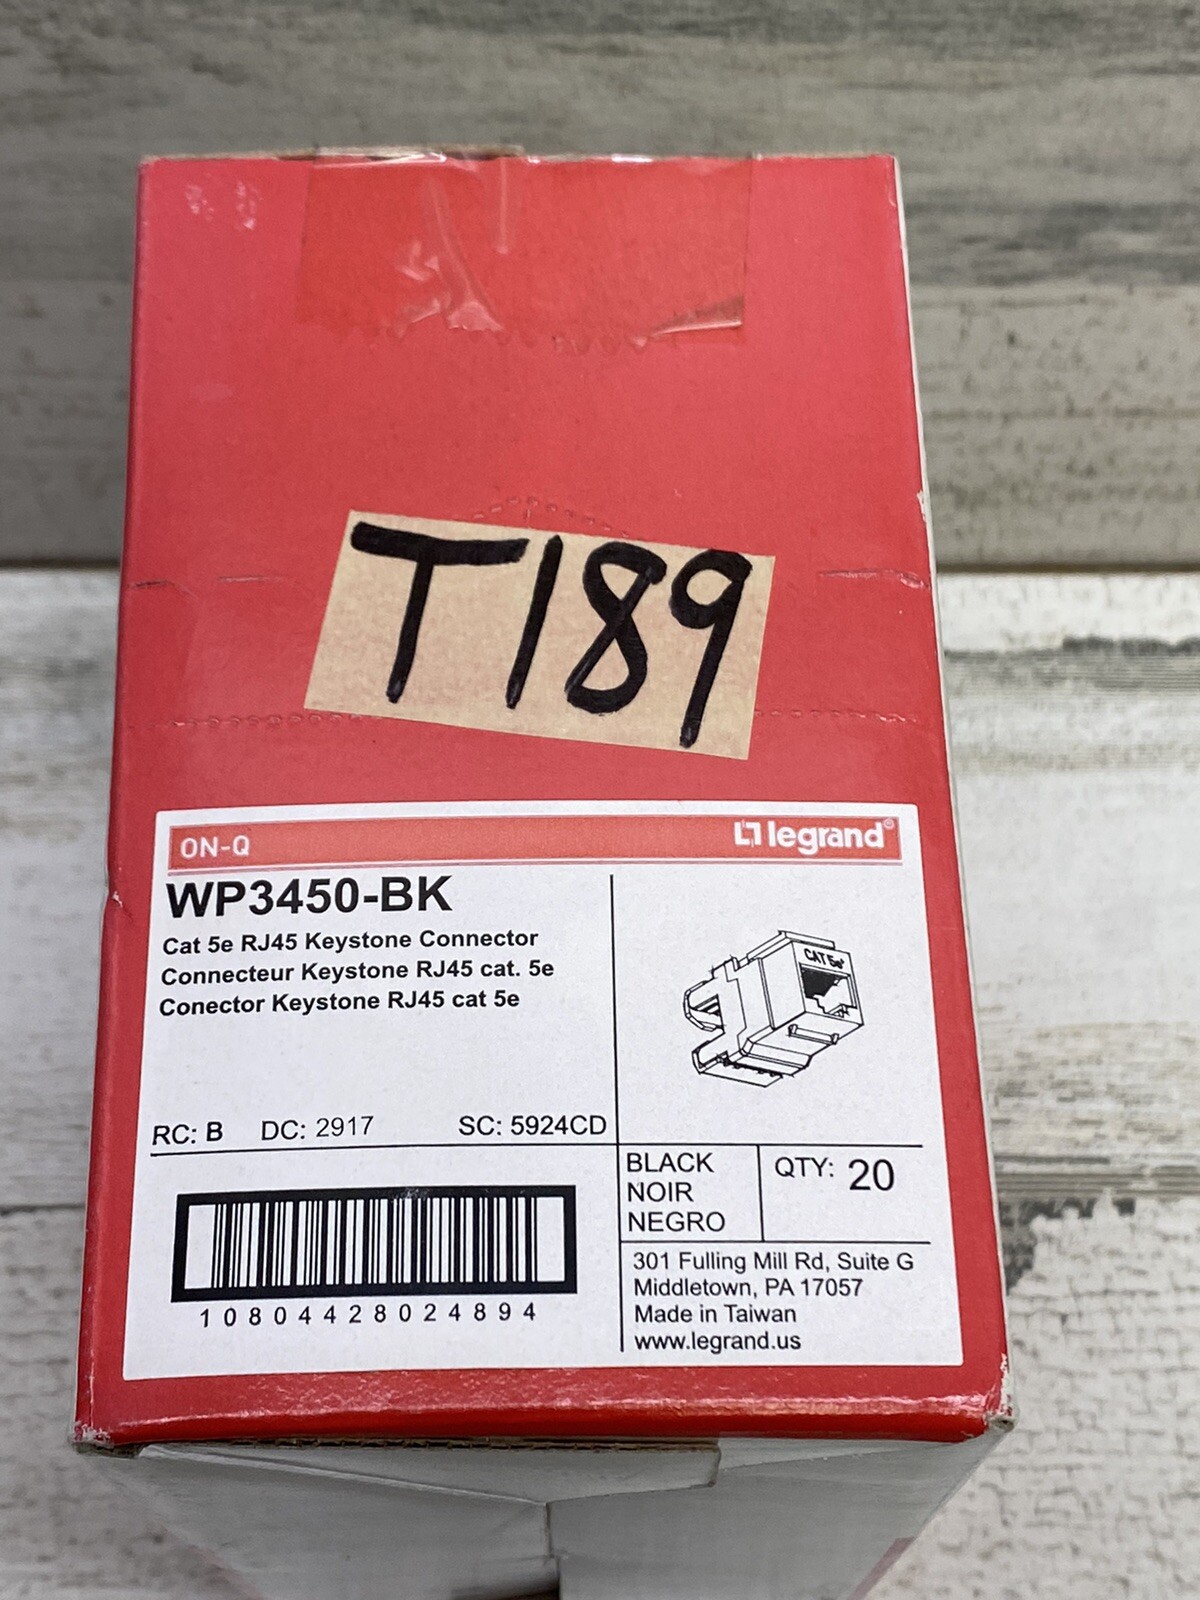 T189
ON-Q
legrand®
WP3450-BK
Cat 5e RJ45 Keystone Connector
Connecteur Keystone RJ45 cat. 5e
Conector Keystone RJ45 cat 5e
CAT 5e+
RC: B DC: 2917 SC: 5924CD
BLACK
NOIR
NEGRO
QTY: 20
10804428024894
301 Fulling Mill Rd, Suite G
Middletown, PA 17057
Made in Taiwan
www.legrand.us